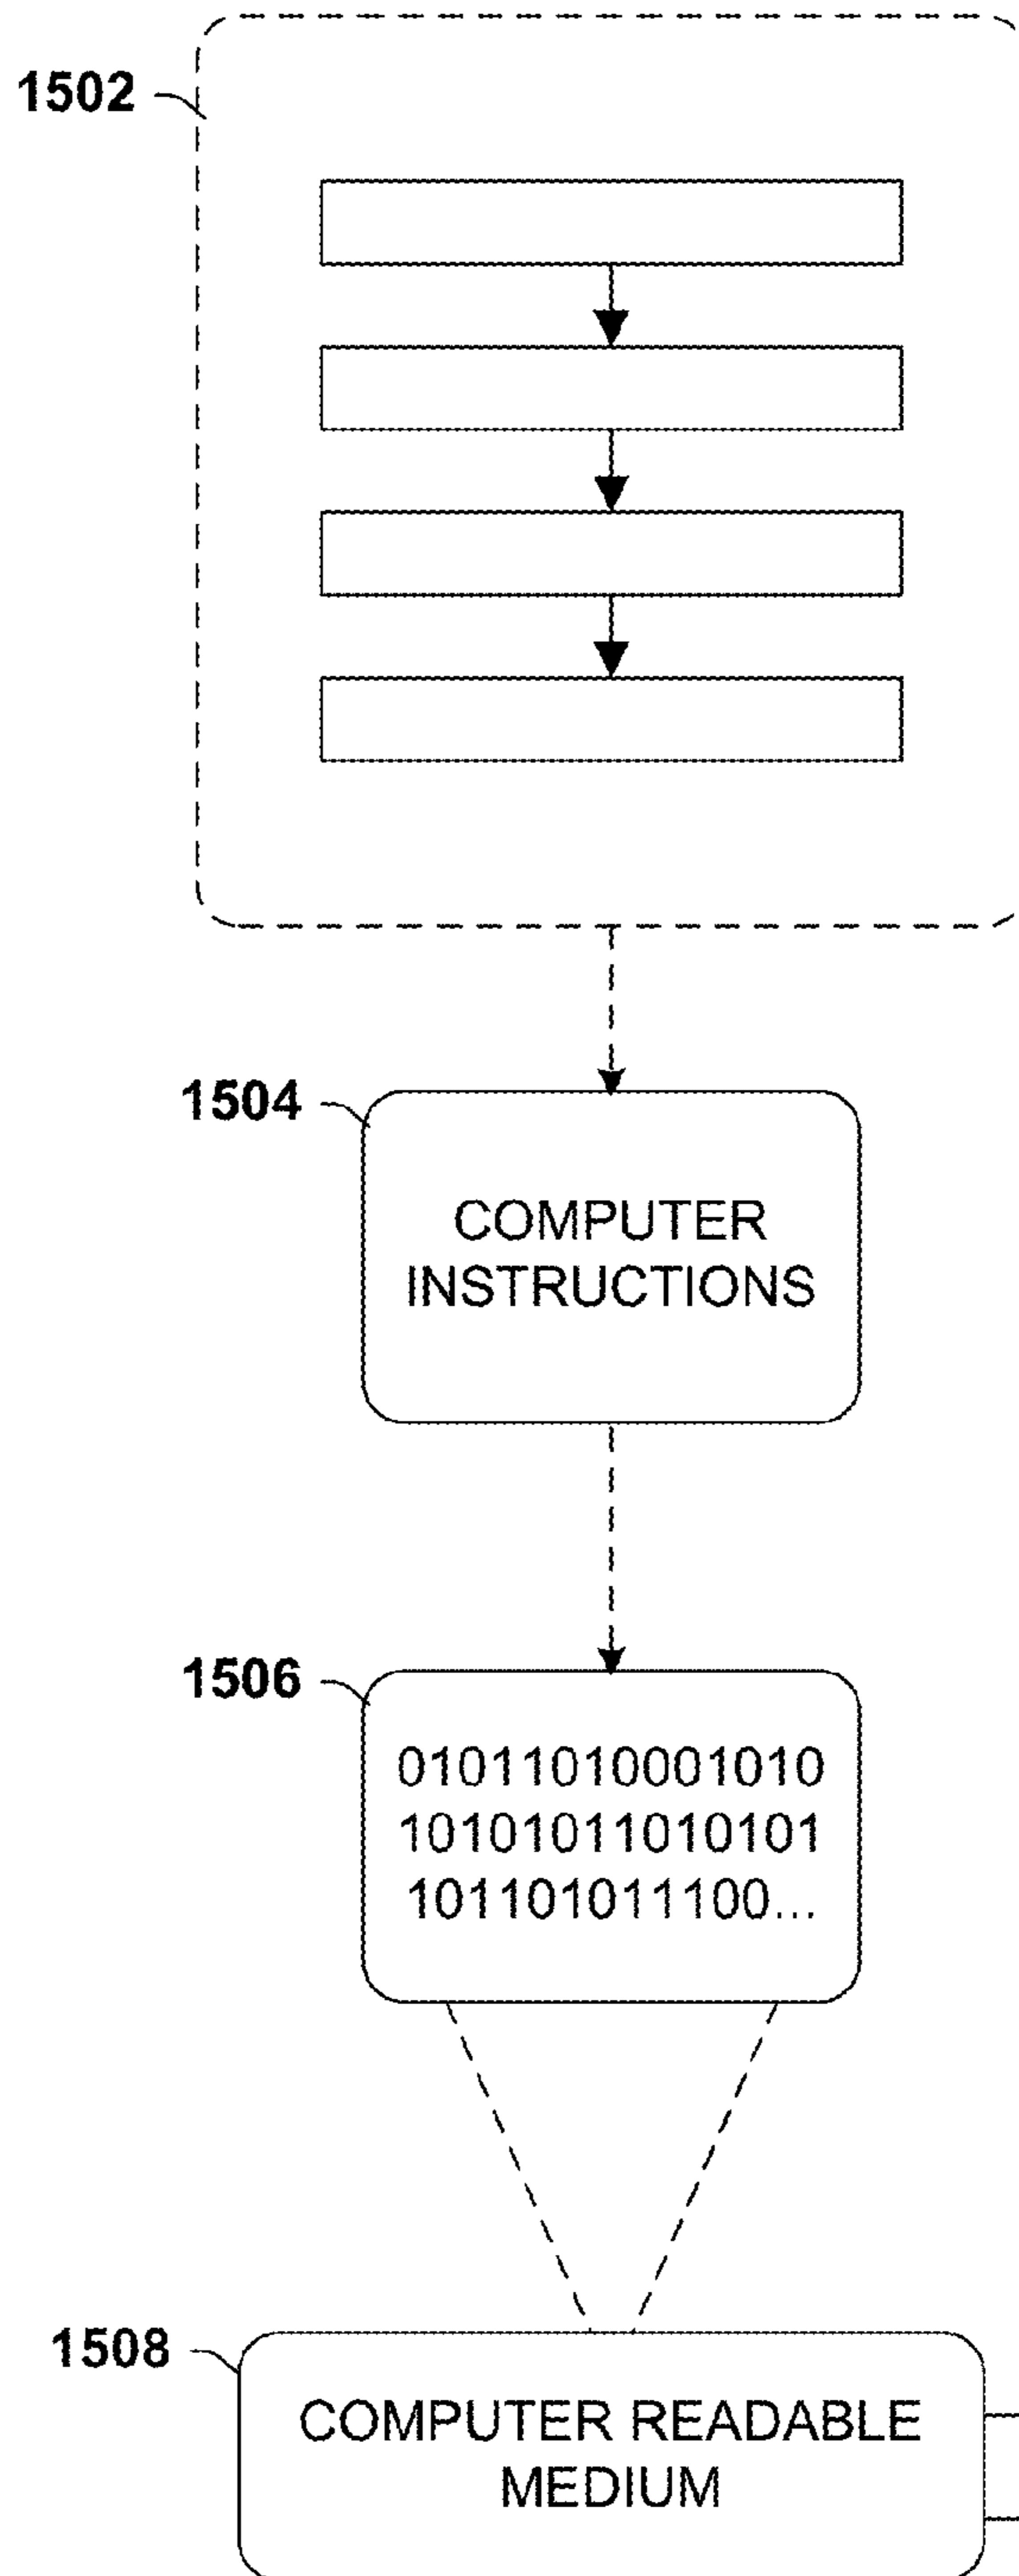 1502
1504
COMPUTER
INSTRUCTIONS
1506
01011010001010
10101011010101
101101011100...
1508
COMPUTER READABLE
MEDIUM